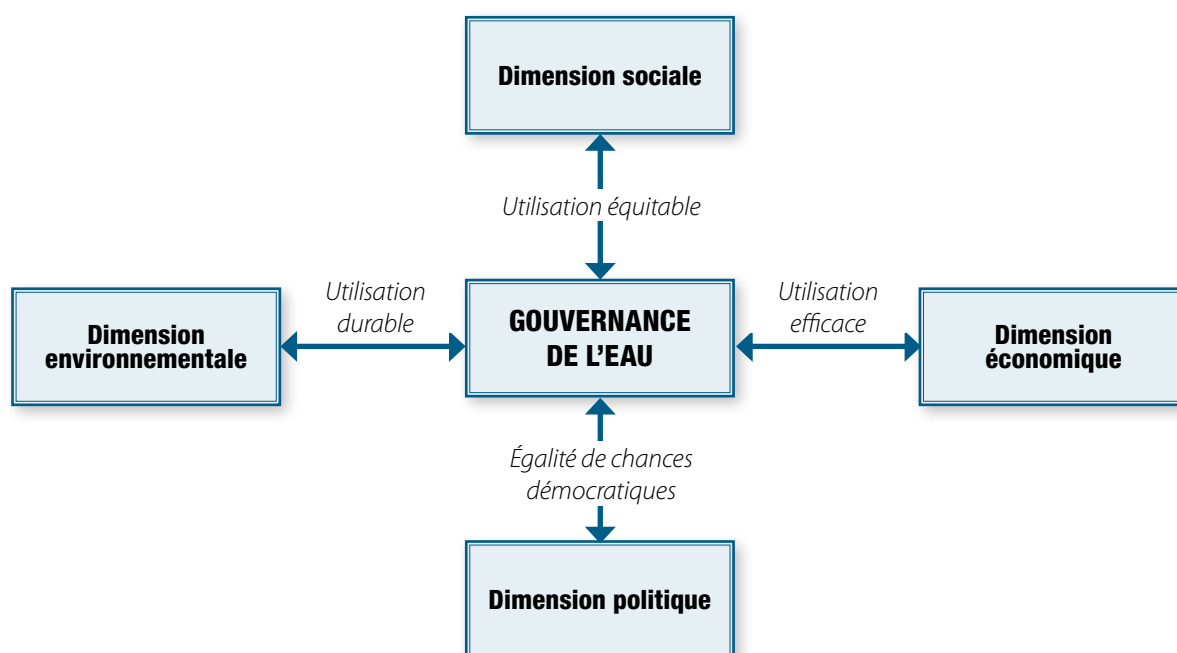 Dimension sociale
Utilisation équitable
Dimension
environnementale
Utilisation
durable
GOUVERNANCE
DE L’EAU
Utilisation
efficace
Dimension
économique
Égalité de chances
démocratiques
Dimension politique